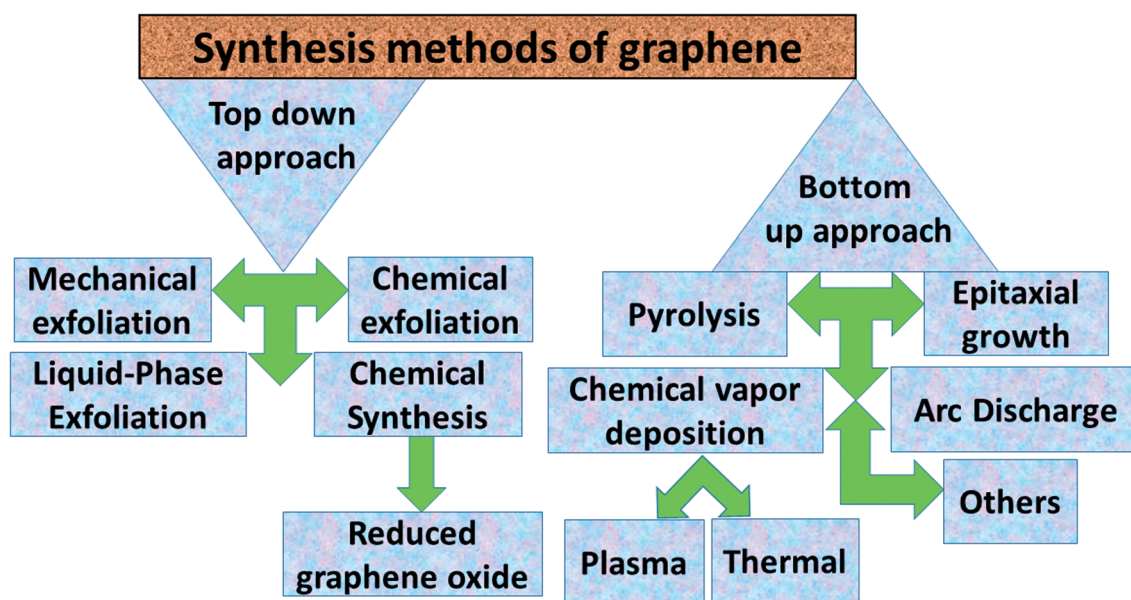 Synthesis methods of graphene
Top down
approach
Mechanical
exfoliation
Chemical
exfoliation
Liquid-Phase
Exfoliation
Chemical
Synthesis
Reduced
graphene oxide
Bottom
up approach
Pyrolysis
Epitaxial
growth
Chemical vapor
deposition
Arc Discharge
Others
Plasma
Thermal